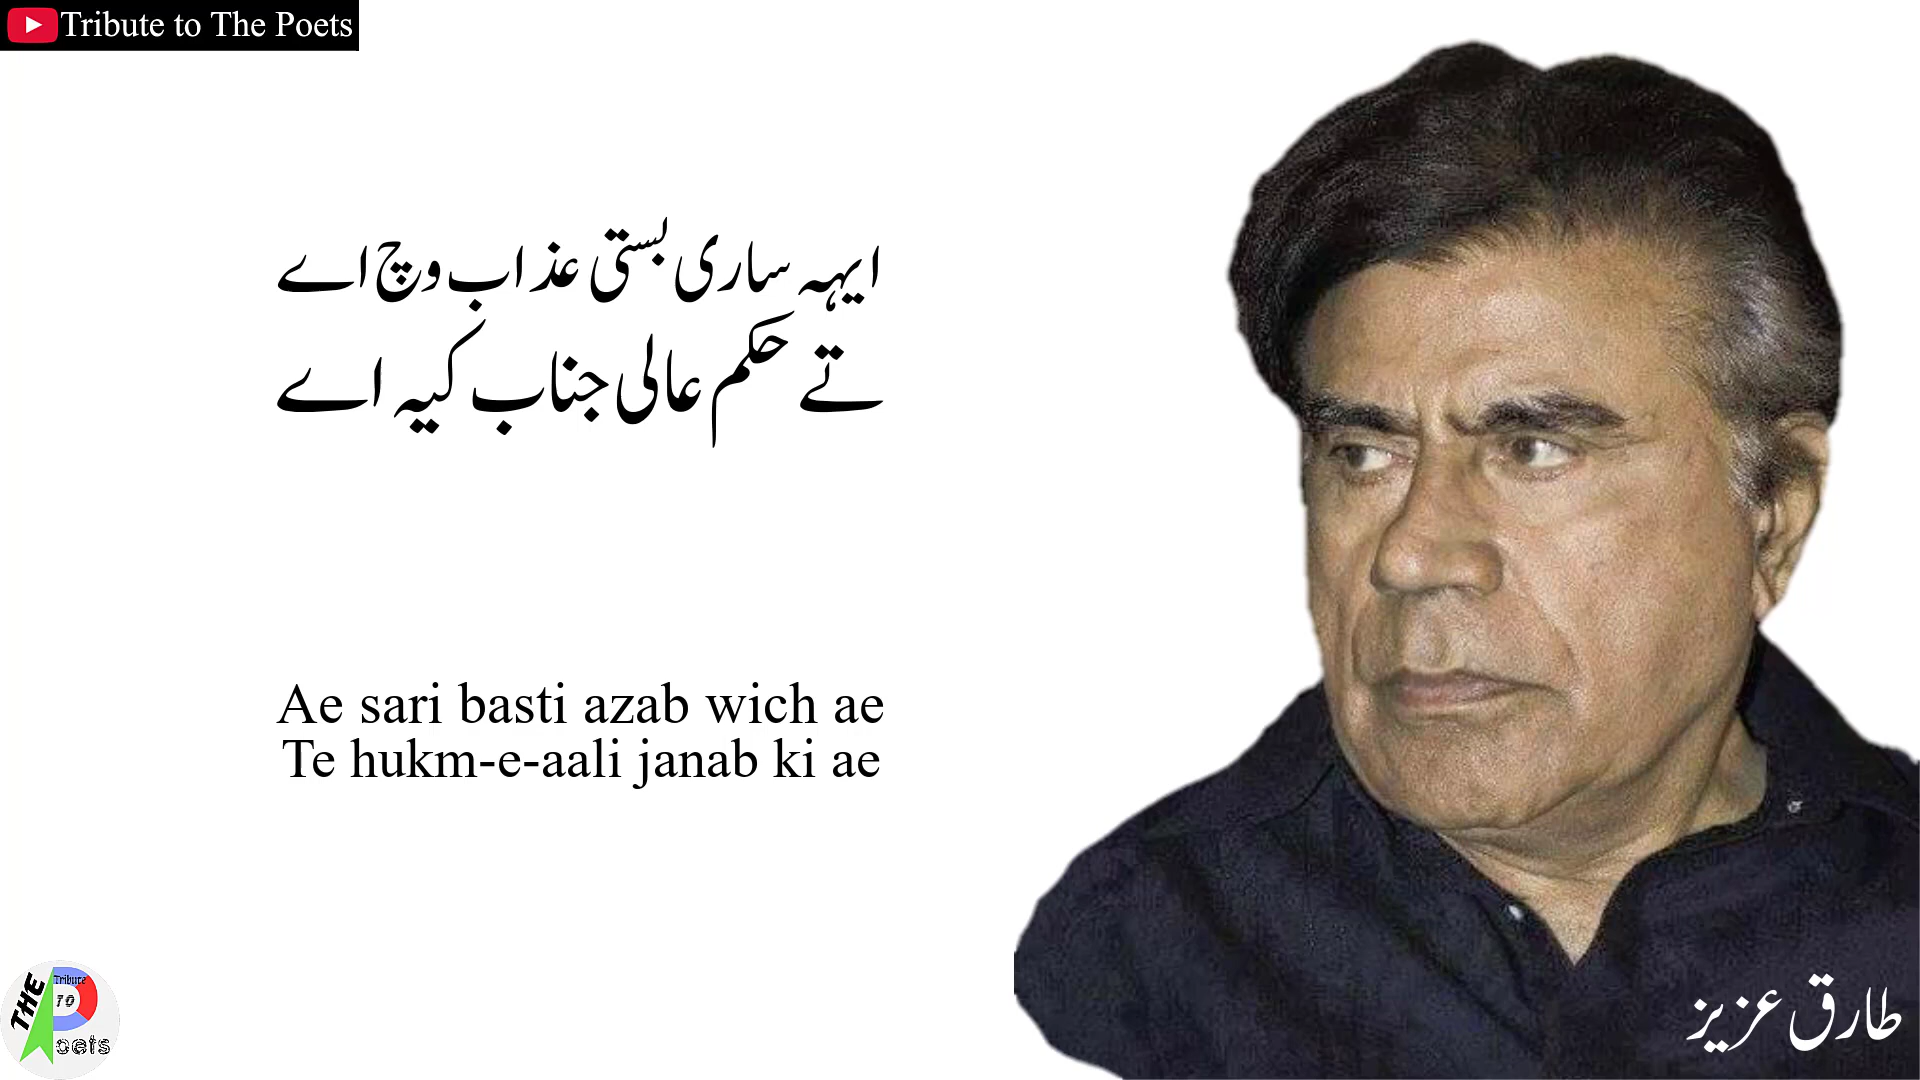 Tribute to The Poets
ایہہ ساری بستی عذاب وچ اے
تے حکم عالی جناب کیہ اے
Ae sari basti azab wich ae
Te hukm-e-aali janab ki ae
THE
Tribute
TO
Poets
طارق عزیز